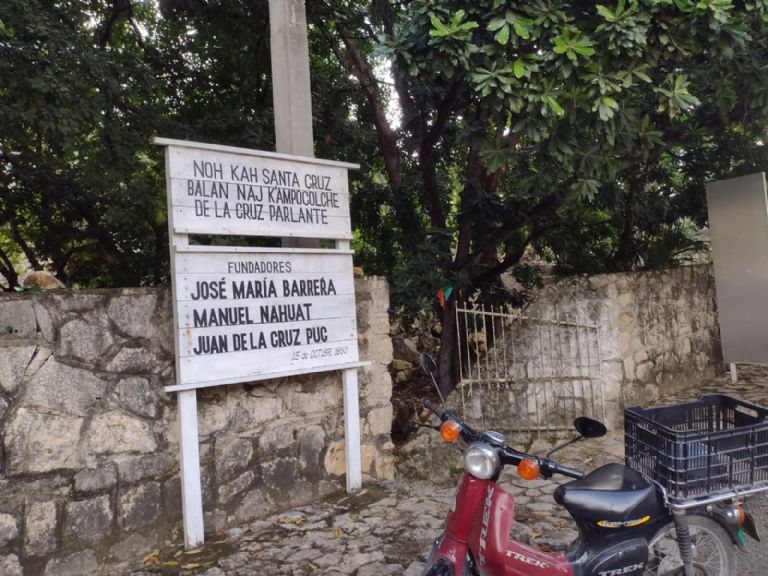 NOH KAH SANTA CRUZ
BALAN NAJ KAMPOCOLCHE
DE LA CRUZ PARLANTE
FUNDADORES
JOSÉ MARÍA BARRERA
MANUEL NAHUAT
JUAN DE LA CRUZ PUC
15 de OCTUBRE 1850
TREK
TREK
TREK